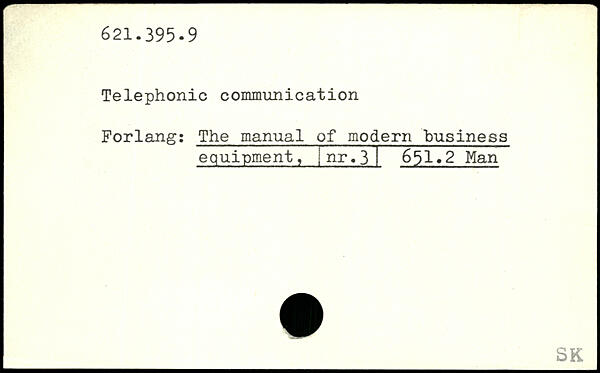 621.395.9
Telephonic communication
Forlang: The manual of modern business
equipment, |nr.3| 651.2 Man
SK